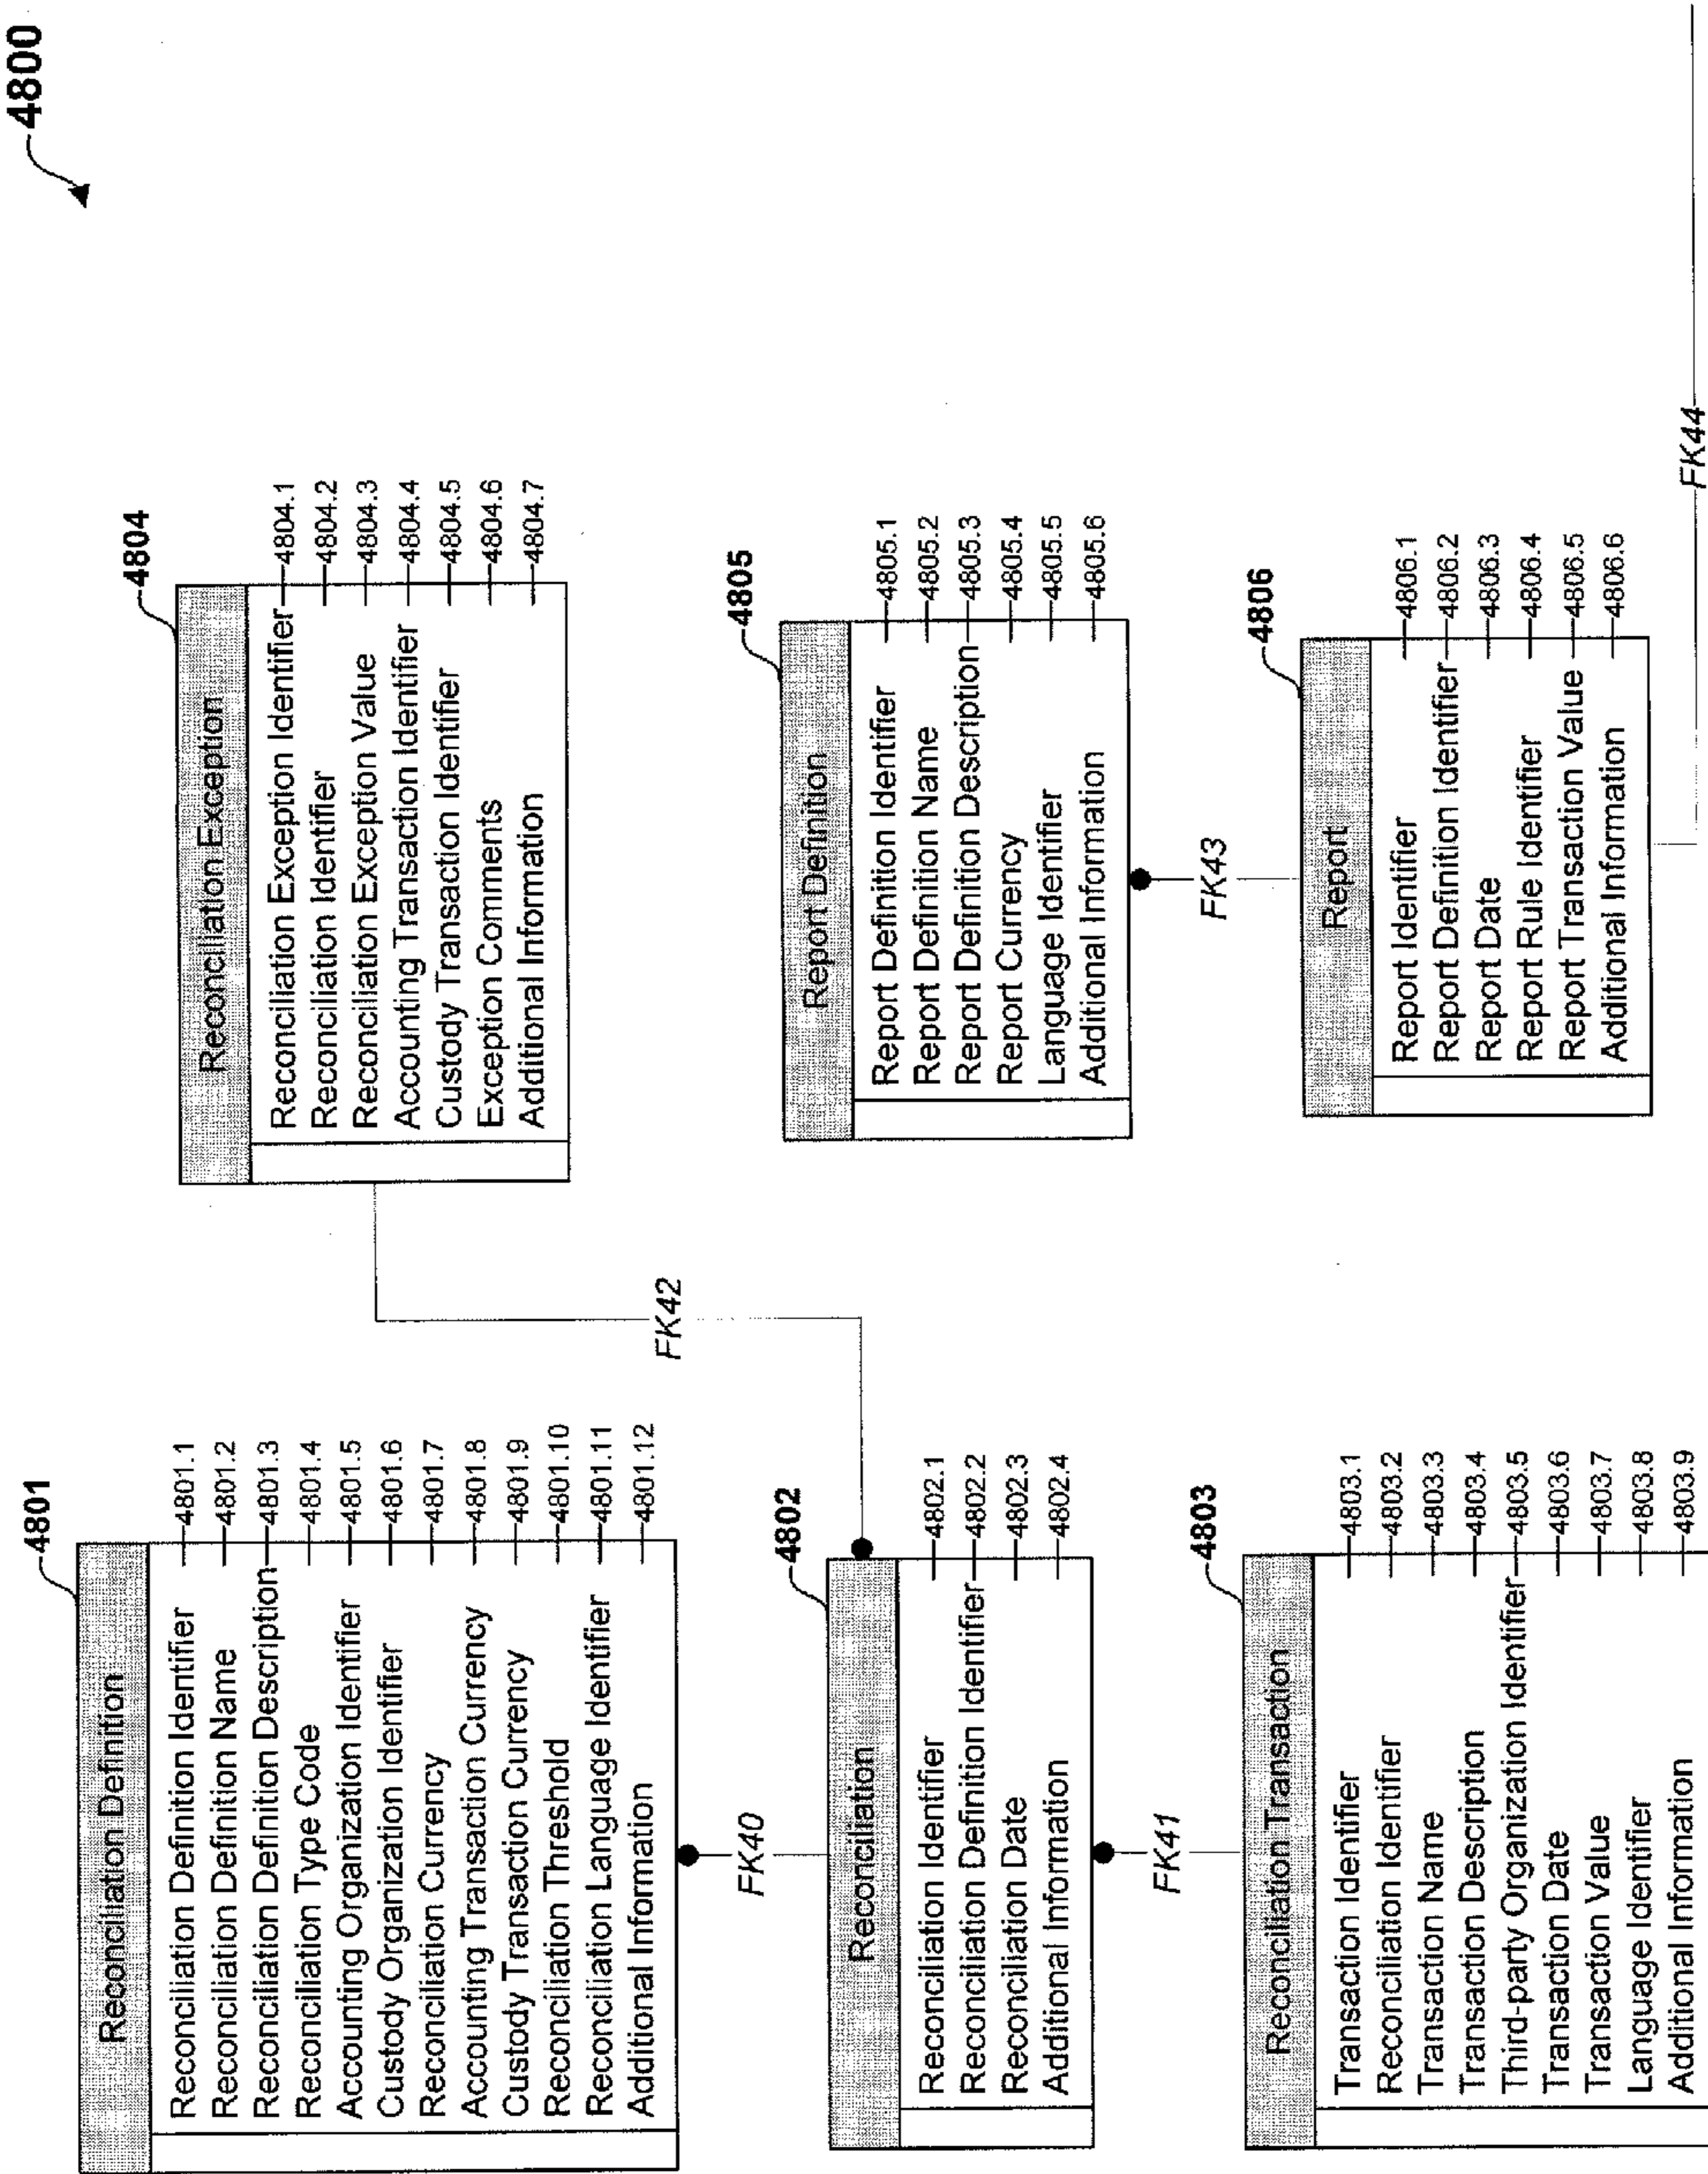 4800
4801
Reconciliation Definition
Reconciliation Definition Identifier 4801.1
Reconciliation Definition Name 4801.2
Reconciliation Definition Description 4801.3
Reconciliation Type Code 4801.4
Accounting Organization Identifier 4801.5
Custody Organization Identifier 4801.6
Reconciliation Currency 4801.7
Accounting Transaction Currency 4801.8
Custody Transaction Currency 4801.9
Reconciliation Threshold 4801.10
Reconciliation Language Identifier 4801.11
Additional Information 4801.12
FK40
4802
Reconciliation
Reconciliation Identifier 4802.1
Reconciliation Definition Identifier 4802.2
Reconciliation Date 4802.3
Additional Information 4802.4
FK41
4803
Reconciliation Transaction
Transaction Identifier 4803.1
Reconciliation Identifier 4803.2
Transaction Name 4803.3
Transaction Description 4803.4
Third-party Organization Identifier 4803.5
Transaction Date 4803.6
Transaction Value 4803.7
Language Identifier 4803.8
Additional Information 4803.9
FK42
4804
Reconciliation Exception
Reconciliation Exception Identifier 4804.1
Reconciliation Identifier 4804.2
Reconciliation Exception Value 4804.3
Accounting Transaction Identifier 4804.4
Custody Transaction Identifier 4804.5
Exception Comments 4804.6
Additional Information 4804.7
4805
Report Definition
Report Definition Identifier 4805.1
Report Definition Name 4805.2
Report Definition Description 4805.3
Report Currency 4805.4
Language Identifier 4805.5
Additional Information 4805.6
FK43
4806
Report
Report Identifier 4806.1
Report Definition Identifier 4806.2
Report Date 4806.3
Report Rule Identifier 4806.4
Report Transaction Value 4806.5
Additional Information 4806.6
FK44